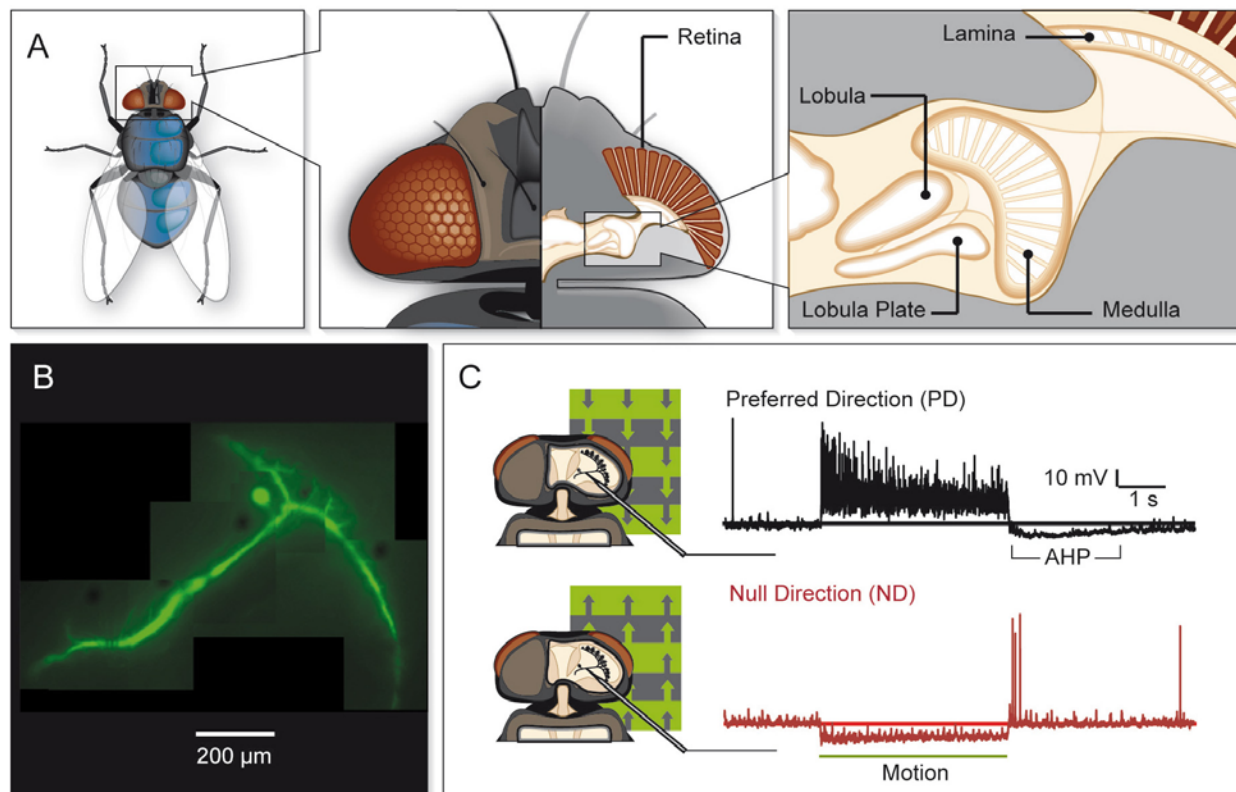 A
Retina
Lamina
Lobula
Lobula Plate
Medulla
B
200 µm
C
Preferred Direction (PD)
10 mV
1 s
AHP
Null Direction (ND)
Motion